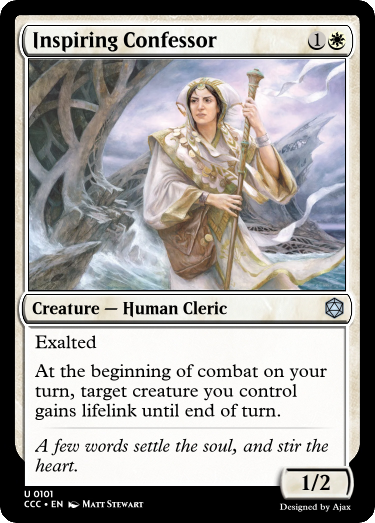 Inspiring Confessor 1
Creature — Human Cleric
Exalted
At the beginning of combat on your
turn, target creature you control
gains lifelink until end of turn.
A few words settle the soul, and stir the
heart.
1/2
U 0101
CCC • EN Matt Stewart
Designed by Ajax